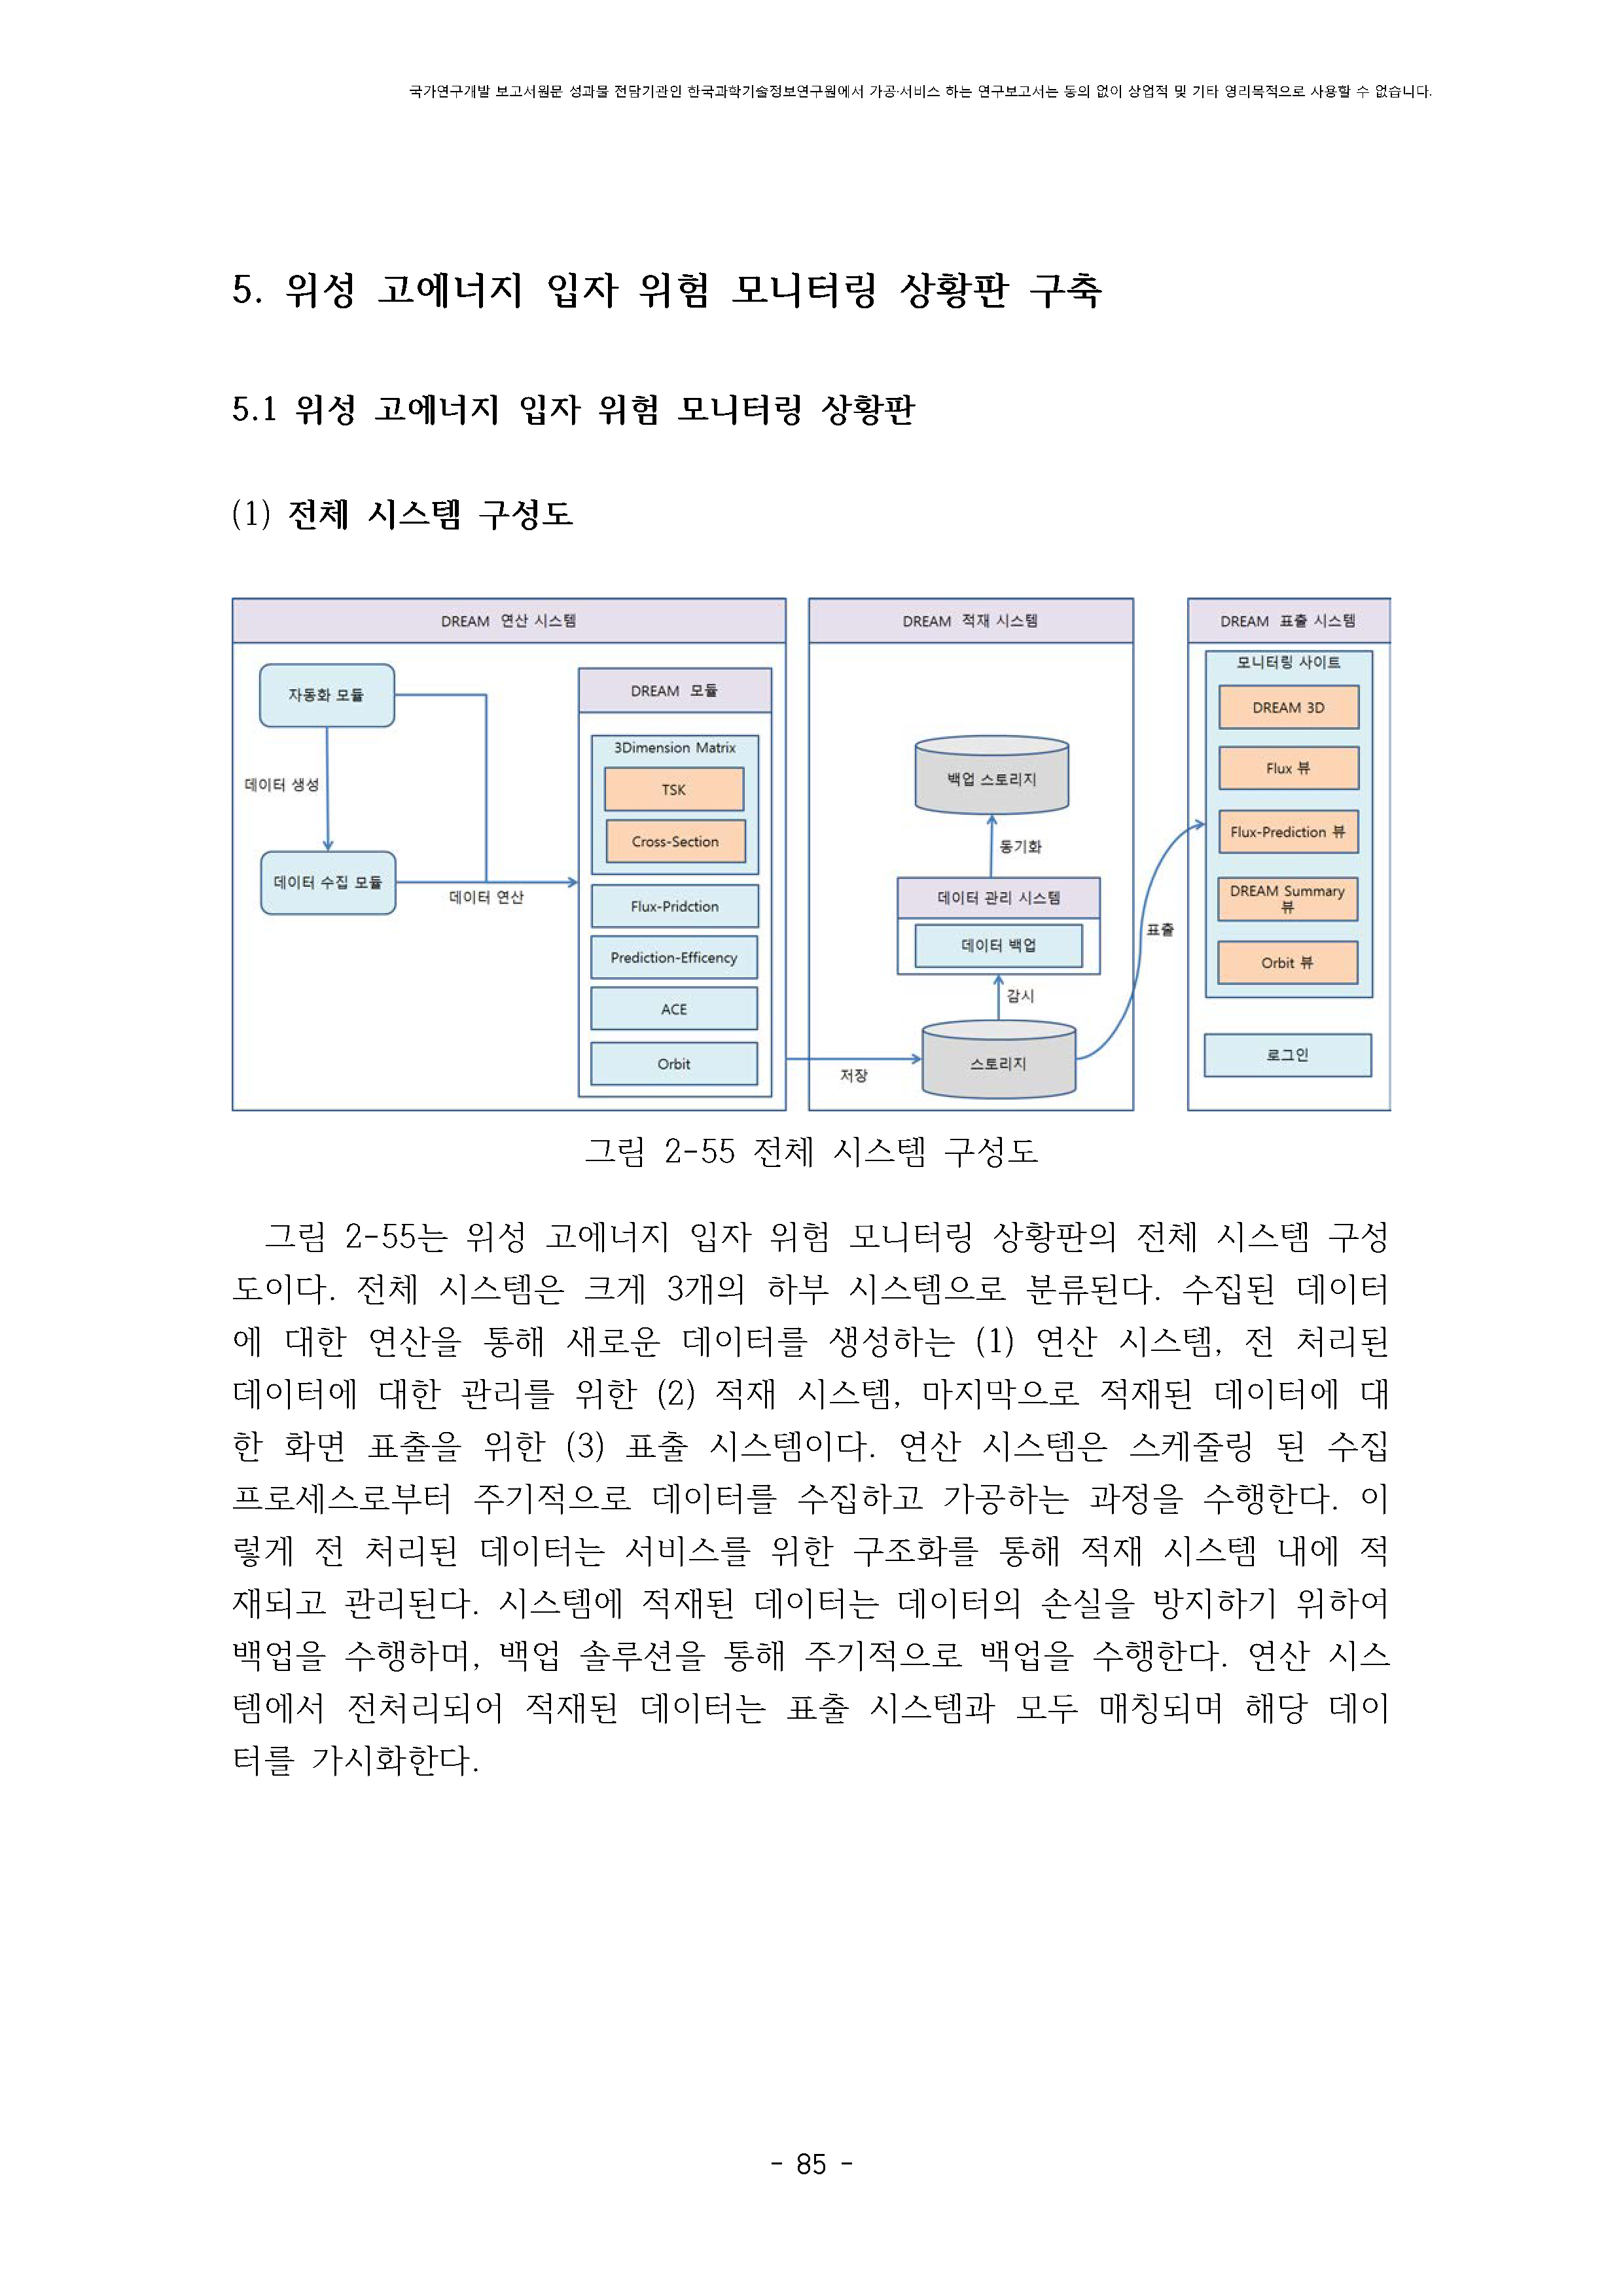 국가연구개발 보고서원문 성과물 전담기관인 한국과학기술정보연구원에서 가공·서비스 하는 연구보고서는 동의 없이 상업적 및 기타 영리목적으로 사용할 수 없습니다.
5. 위성 고에너지 입자 위험 모니터링 상황판 구축
5.1 위성 고에너지 입자 위험 모니터링 상황판
(1) 전체 시스템 구성도
DREAM 연산 시스템
자동화 모듈
데이터 생성
데이터 수집 모듈
데이터 연산
DREAM 모듈
3Dimension Matrix
TSK
Cross-Section
Flux-Pridction
Prediction-Efficency
ACE
Orbit
저장
DREAM 적재 시스템
백업 스토리지
동기화
데이터 관리 시스템
데이터 백업
감시
스토리지
표출
DREAM 표출 시스템
모니터링 사이트
DREAM 3D
Flux 뷰
Flux-Prediction 뷰
DREAM Summary
뷰
Orbit 뷰
로그인
그림 2-55 전체 시스템 구성도
그림 2-55는 위성 고에너지 입자 위험 모니터링 상황판의 전체 시스템 구성
도이다. 전체 시스템은 크게 3개의 하부 시스템으로 분류된다. 수집된 데이터
에 대한 연산을 통해 새로운 데이터를 생성하는 (1) 연산 시스템, 전 처리된
데이터에 대한 관리를 위한 (2) 적재 시스템, 마지막으로 적재된 데이터에 대
한 화면 표출을 위한 (3) 표출 시스템이다. 연산 시스템은 스케줄링 된 수집
프로세스로부터 주기적으로 데이터를 수집하고 가공하는 과정을 수행한다. 이
렇게 전 처리된 데이터는 서비스를 위한 구조화를 통해 적재 시스템 내에 적
재되고 관리된다. 시스템에 적재된 데이터는 데이터의 손실을 방지하기 위하여
백업을 수행하며, 백업 솔루션을 통해 주기적으로 백업을 수행한다. 연산 시스
템에서 전처리되어 적재된 데이터는 표출 시스템과 모두 매칭되며 해당 데이
터를 가시화한다.
- 85 -